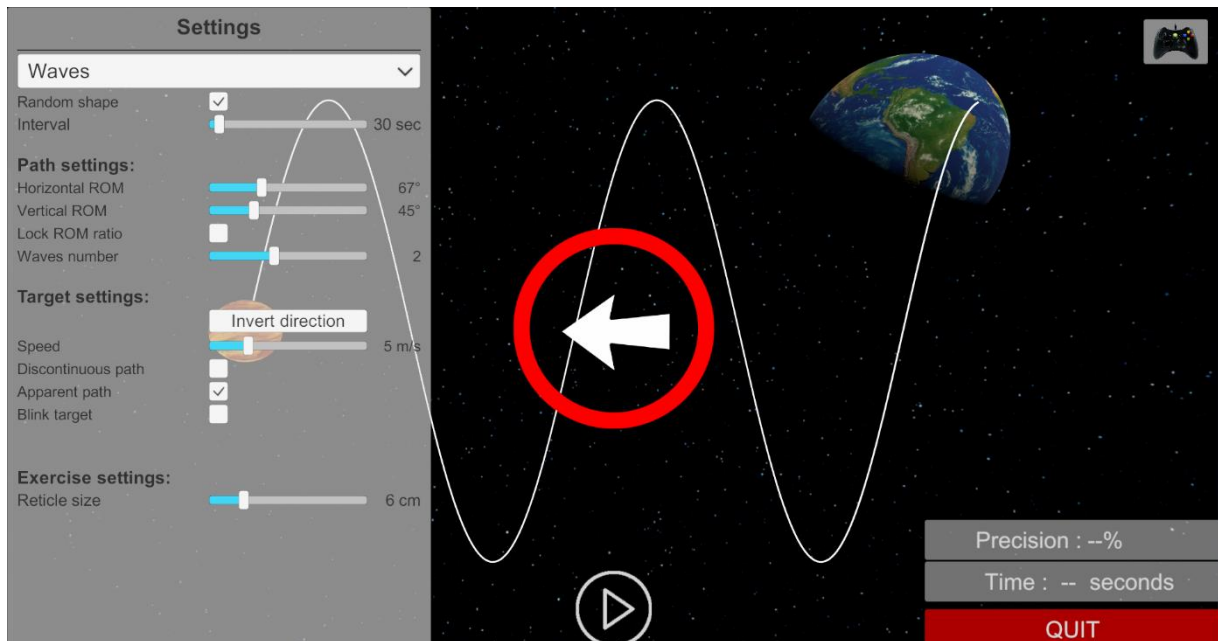 Settings
Waves
Random shape
Interval 30 sec
Path settings:
Horizontal ROM 67°
Vertical ROM 45°
Lock ROM ratio
Waves number 2
Target settings:
Invert direction
Speed 5 m/s
Discontinuous path
Apparent path
Blink target
Exercise settings:
Reticle size 6 cm
Precision : --%
Time : -- seconds
QUIT